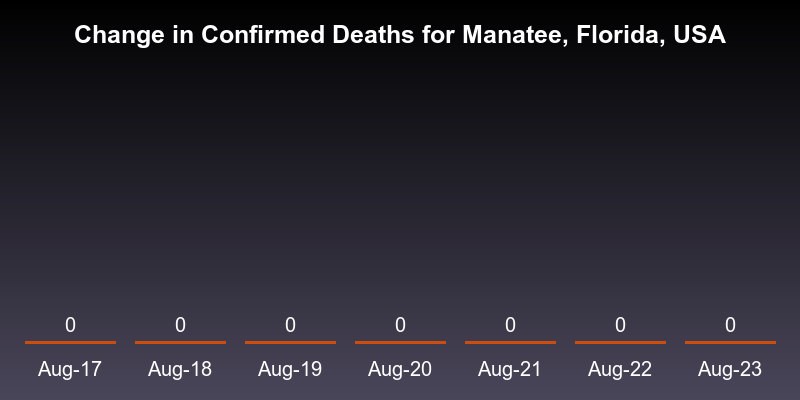 Change in Confirmed Deaths for Manatee, Florida, USA
0 0 0 0 0 0 0
Aug-17 Aug-18 Aug-19 Aug-20 Aug-21 Aug-22 Aug-23